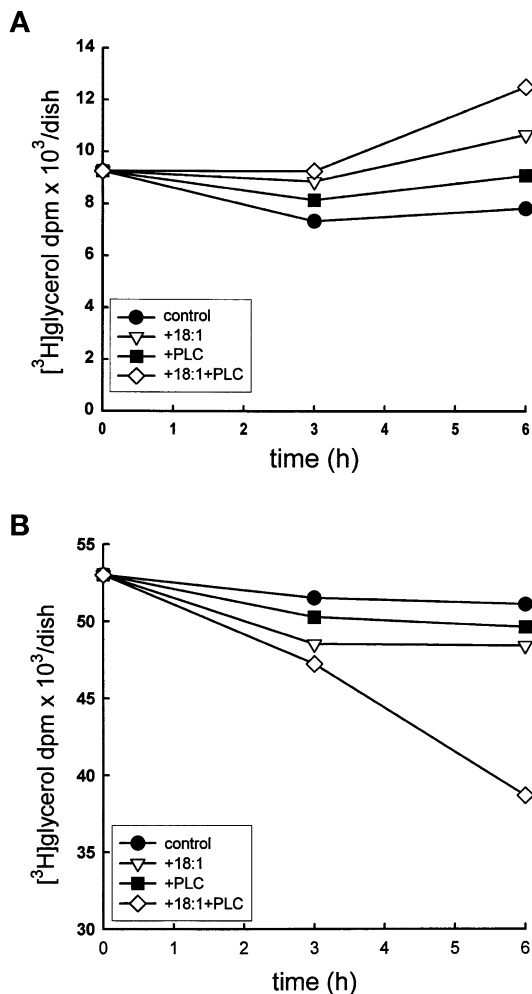 A
14
12
10
8
6
4
2
0
[³H]glycerol dpm x 10³/dish
control
+18:1
+PLC
+18:1+PLC
0 1 2 3 4 5 6
time (h)
B
55
50
45
40
35
30
[³H]glycerol dpm x 10³/dish
control
+18:1
+PLC
+18:1+PLC
0 1 2 3 4 5 6
time (h)